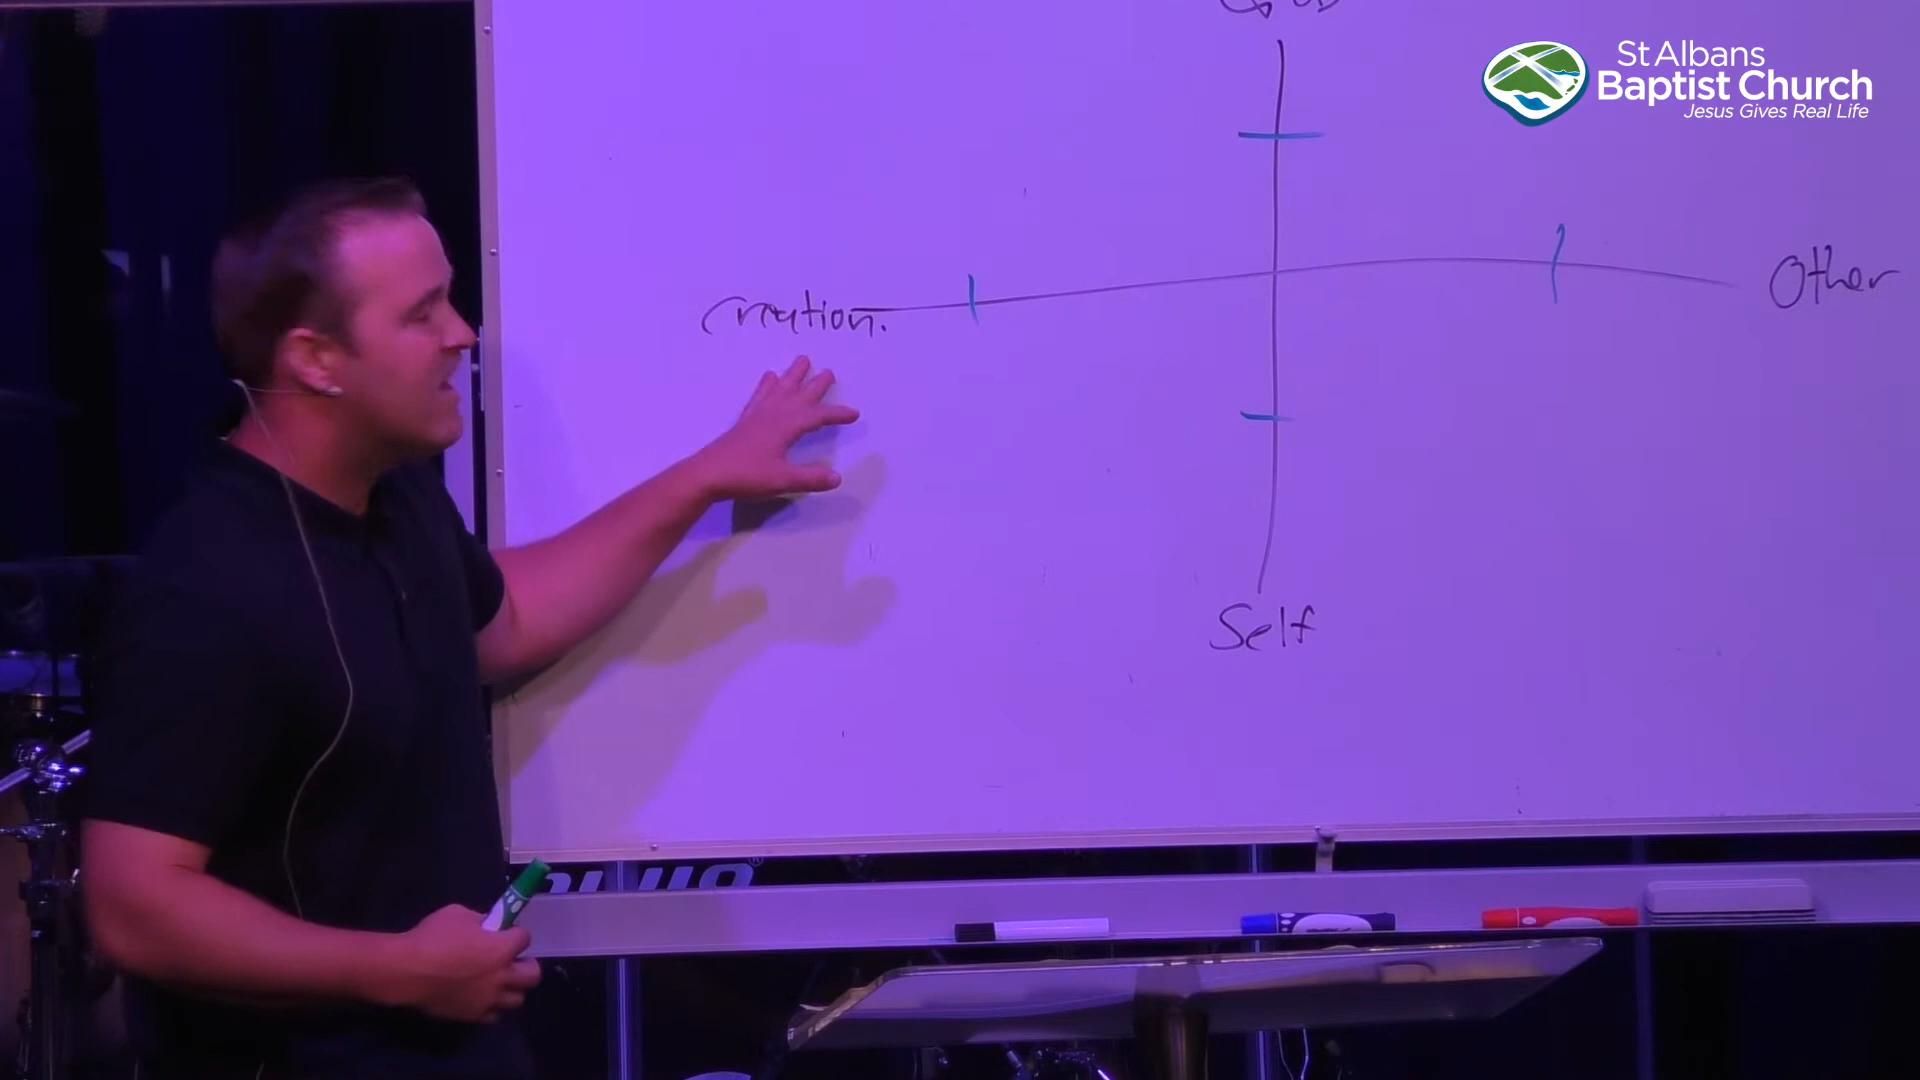 St Albans
Baptist Church
Jesus Gives Real Life
Other
Creation.
Self